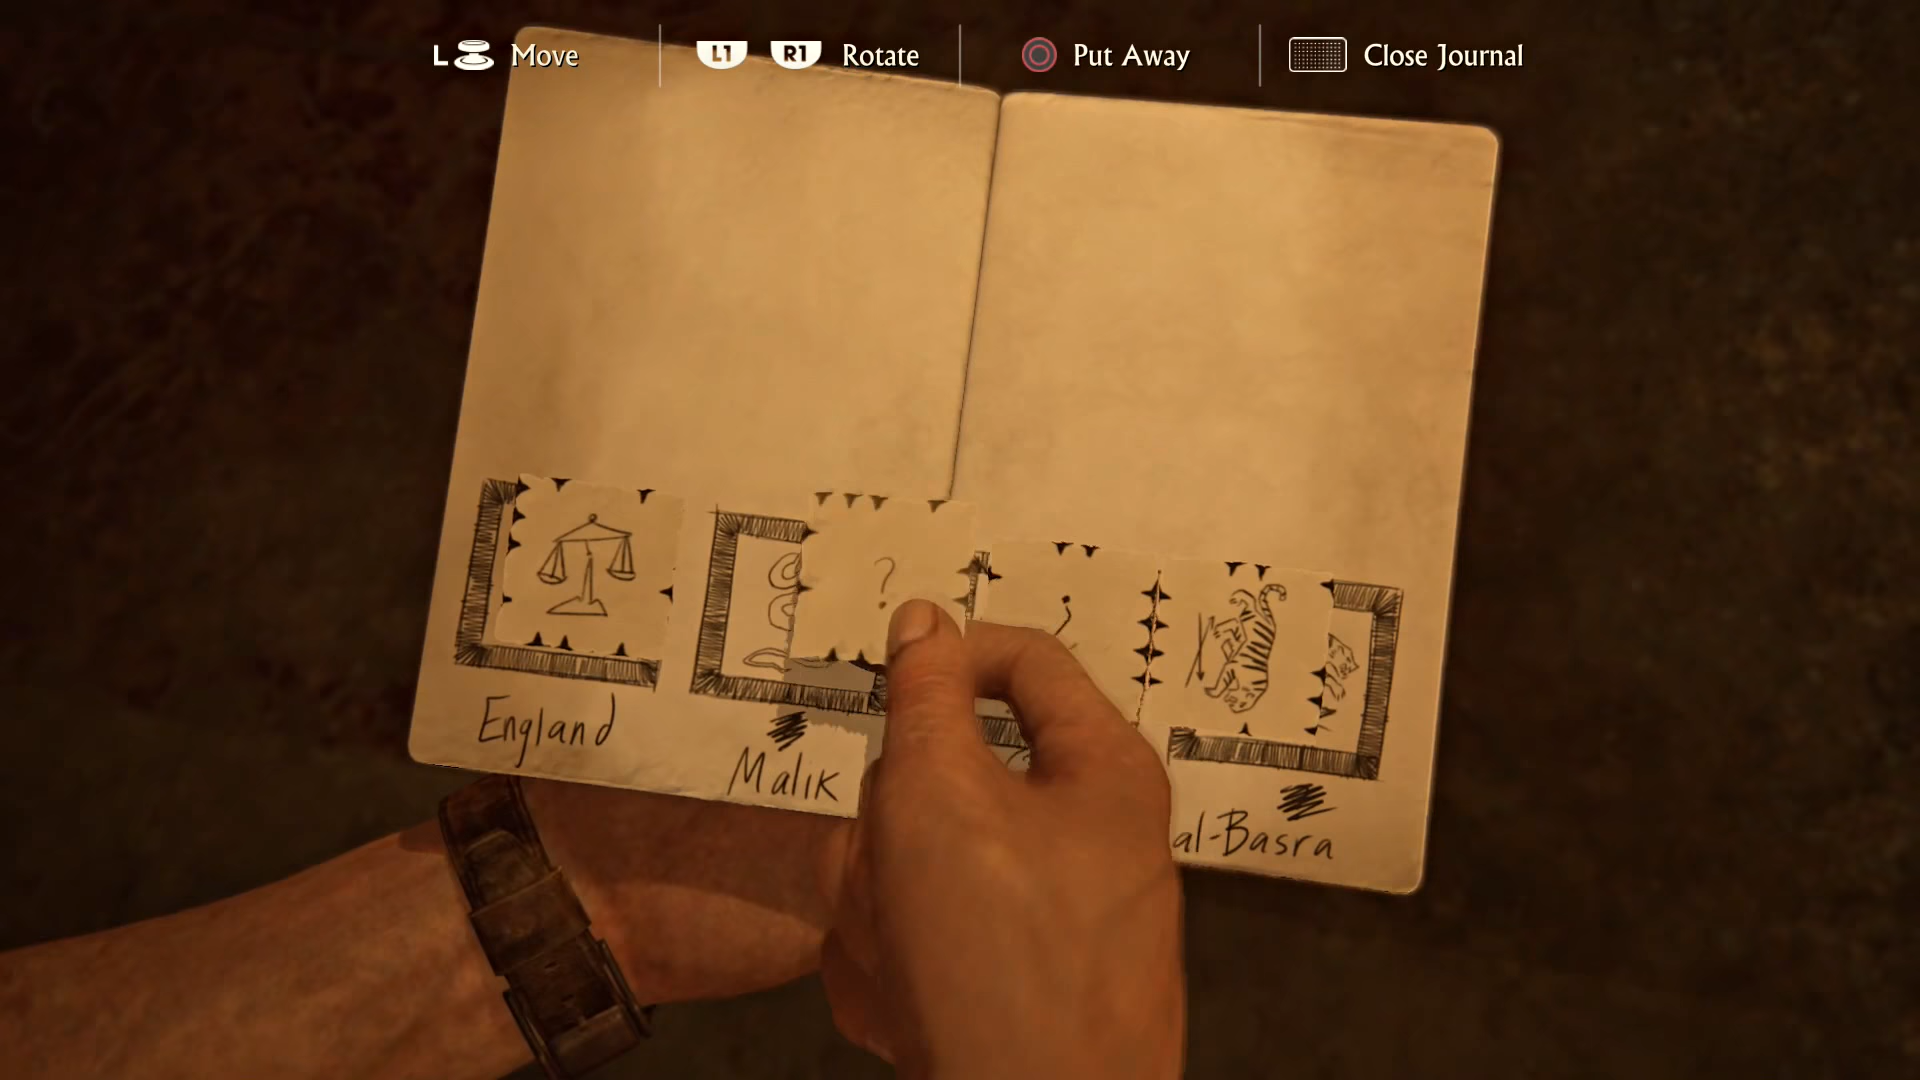 L Move
L1 R1 Rotate
Put Away
Close Journal
?
England
Malik
al-Basra